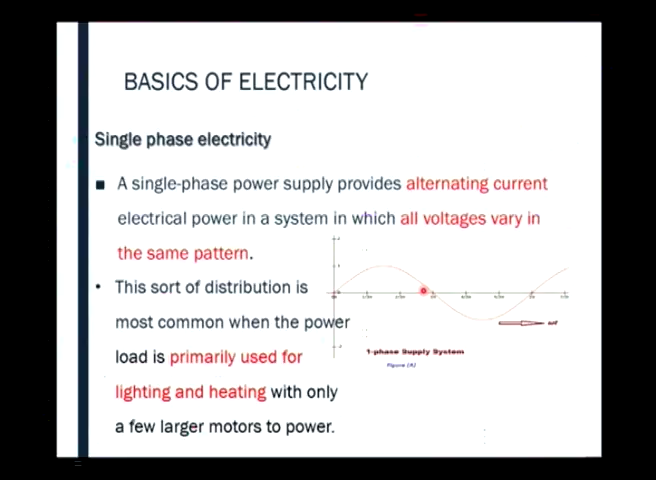 BASICS OF ELECTRICITY
Single phase electricity
■ A single-phase power supply provides alternating current
electrical power in a system in which all voltages vary in
the same pattern.
• This sort of distribution is
most common when the power
load is primarily used for
lighting and heating with only
a few larger motors to power.
1-phase Supply System